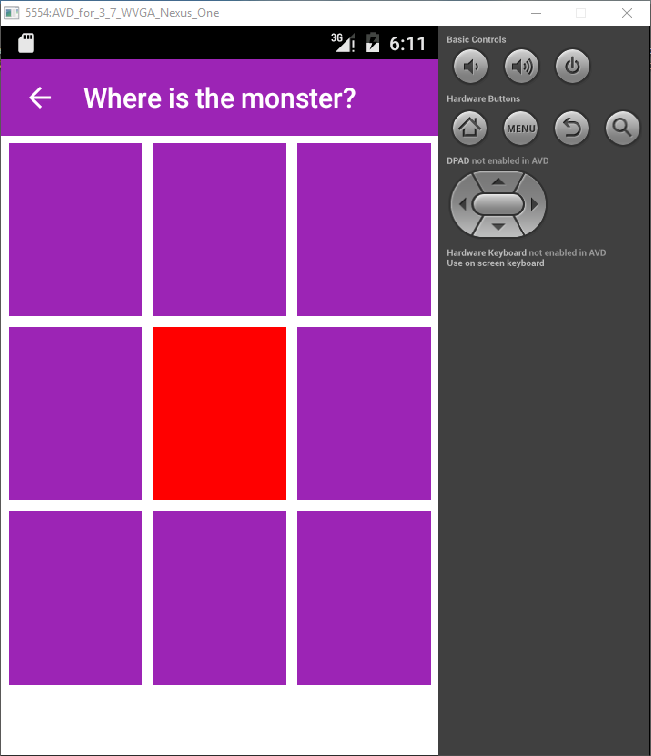 5554:AVD_for_3_7_WVGA_Nexus_One
3G 6:11
Where is the monster?
Basic Controls
Hardware Buttons
MENU
DPAD not enabled in AVD
Hardware Keyboard not enabled in AVD
Use on screen keyboard